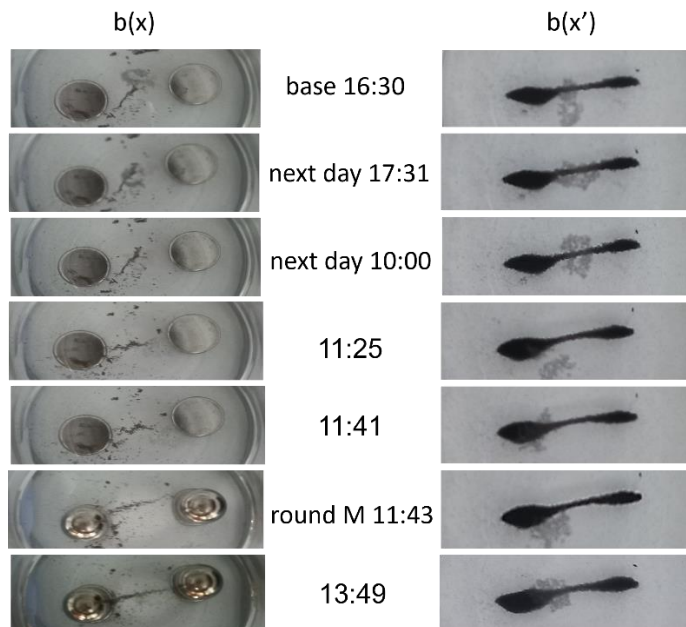 b(x)
b(x’)
base 16:30
next day 17:31
next day 10:00
11:25
11:41
round M 11:43
13:49